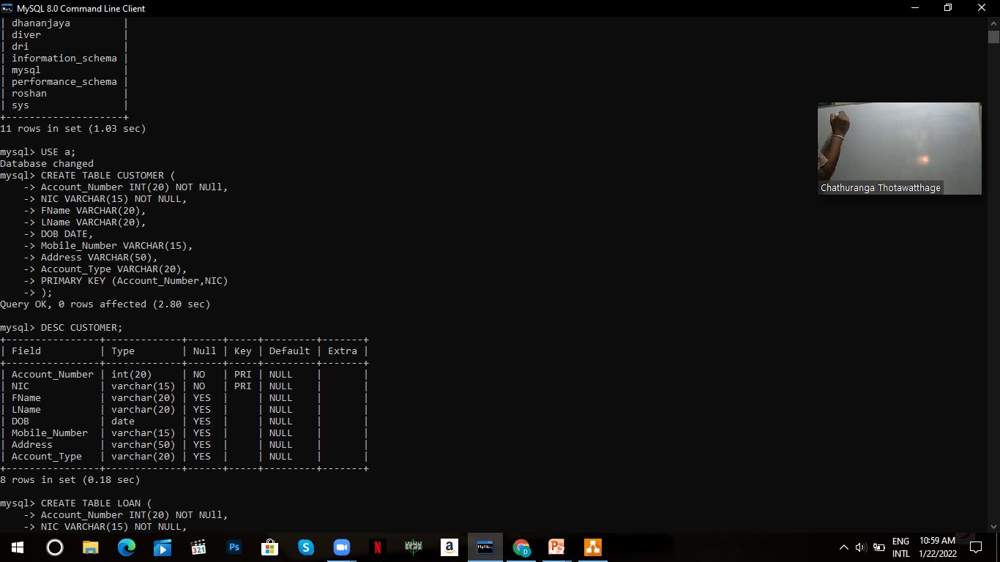 MySQL 8.0 Command Line Client
| dhananjaya         |
| diver              |
| dri                |
| information_schema |
| mysql              |
| performance_schema |
| roshan             |
| sys                |
+--------------------+
11 rows in set (1.03 sec)
mysql> USE a;
Database changed
mysql> CREATE TABLE CUSTOMER (
    -> Account_Number INT(20) NOT NUll,
    -> NIC VARCHAR(15) NOT NULL,
    -> FName VARCHAR(20),
    -> LName VARCHAR(20),
    -> DOB DATE,
    -> Mobile_Number VARCHAR(15),
    -> Address VARCHAR(50),
    -> Account_Type VARCHAR(20),
    -> PRIMARY KEY (Account_Number,NIC)
    -> );
Query OK, 0 rows affected (2.80 sec)
mysql> DESC CUSTOMER;
+----------------+-------------+------+-----+---------+-------+
| Field          | Type        | Null | Key | Default | Extra |
+----------------+-------------+------+-----+---------+-------+
| Account_Number | int(20)     | NO   | PRI | NULL    |       |
| NIC            | varchar(15) | NO   | PRI | NULL    |       |
| FName          | varchar(20) | YES  |     | NULL    |       |
| LName          | varchar(20) | YES  |     | NULL    |       |
| DOB            | date        | YES  |     | NULL    |       |
| Mobile_Number  | varchar(15) | YES  |     | NULL    |       |
| Address        | varchar(50) | YES  |     | NULL    |       |
| Account_Type   | varchar(20) | YES  |     | NULL    |       |
+----------------+-------------+------+-----+---------+-------+
8 rows in set (0.18 sec)
mysql> CREATE TABLE LOAN (
    -> Account_Number INT(20) NOT NUll,
    -> NIC VARCHAR(15) NOT NULL,
Chathuranga Thotawatthage
321
Ps
S
N
a
MySQL
D
P
ENG
INTL
10:59 AM
1/22/2022